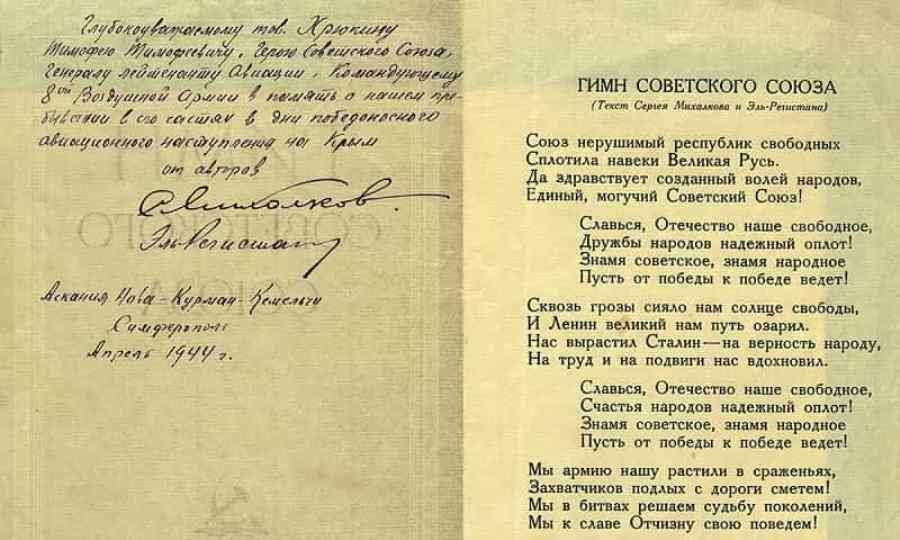 Глубокоуважаемому тов. Хрюкину
Тимофею Тимофеевичу, Герою Советского Союза,
Генералу лейтенанту Авиации, Командующему
8ой Воздушной Армии в память о нашем пре-
бывании в его частях в дни победоносного
авиационного наступления на Крым
от авторов
С Михалков
Эль-Регистан
Аскания Нова-Курман-Кемельчи
Симферополь
Апрель 1944 г.
ГИМН СОВЕТСКОГО СОЮЗА
(Текст Сергея Михалкова и Эль-Регистана)
Союз нерушимый республик свободных
Сплотила навеки Великая Русь.
Да здравствует созданный волей народов,
Единый, могучий Советский Союз!
Славься, Отечество наше свободное,
Дружбы народов надежный оплот!
Знамя советское, знамя народное
Пусть от победы к победе ведет!
Сквозь грозы сияло нам солнце свободы,
И Ленин великий нам путь озарил.
Нас вырастил Сталин—на верность народу,
На труд и на подвиги нас вдохновил.
Славься, Отечество наше свободное,
Счастья народов надежный оплот!
Знамя советское, знамя народное
Пусть от победы к победе ведет!
Мы армию нашу растили в сраженьях,
Захватчиков подлых с дороги сметем!
Мы в битвах решаем судьбу поколений,
Мы к славе Отчизну свою поведем!